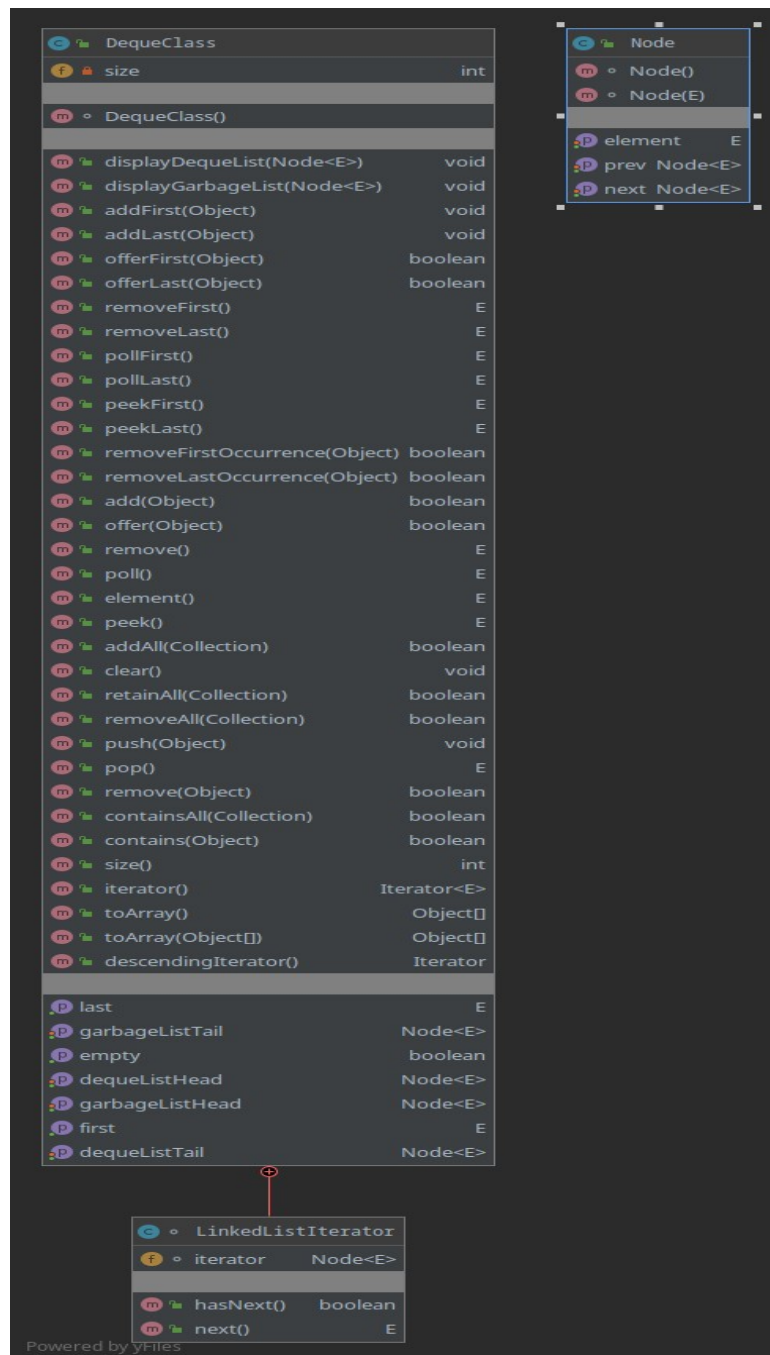 DequeClass
size int
DequeClass()
displayDequeList(Node<E>) void
displayGarbageList(Node<E>) void
addFirst(Object) void
addLast(Object) void
offerFirst(Object) boolean
offerLast(Object) boolean
removeFirst() E
removeLast() E
pollFirst() E
pollLast() E
peekFirst() E
peekLast() E
removeFirstOccurrence(Object) boolean
removeLastOccurrence(Object) boolean
add(Object) boolean
offer(Object) boolean
remove() E
poll() E
element() E
peek() E
addAll(Collection) boolean
clear() void
retainAll(Collection) boolean
removeAll(Collection) boolean
push(Object) void
pop() E
remove(Object) boolean
containsAll(Collection) boolean
contains(Object) boolean
size() int
iterator() Iterator<E>
toArray() Object[]
toArray(Object[]) Object[]
descendingIterator() Iterator
last E
garbageListTail Node<E>
empty boolean
dequeListHead Node<E>
garbageListHead Node<E>
first E
dequeListTail Node<E>
Node
Node()
Node(E)
element E
prev Node<E>
next Node<E>
LinkedListIterator
iterator Node<E>
hasNext() boolean
next() E
Powered by yFiles